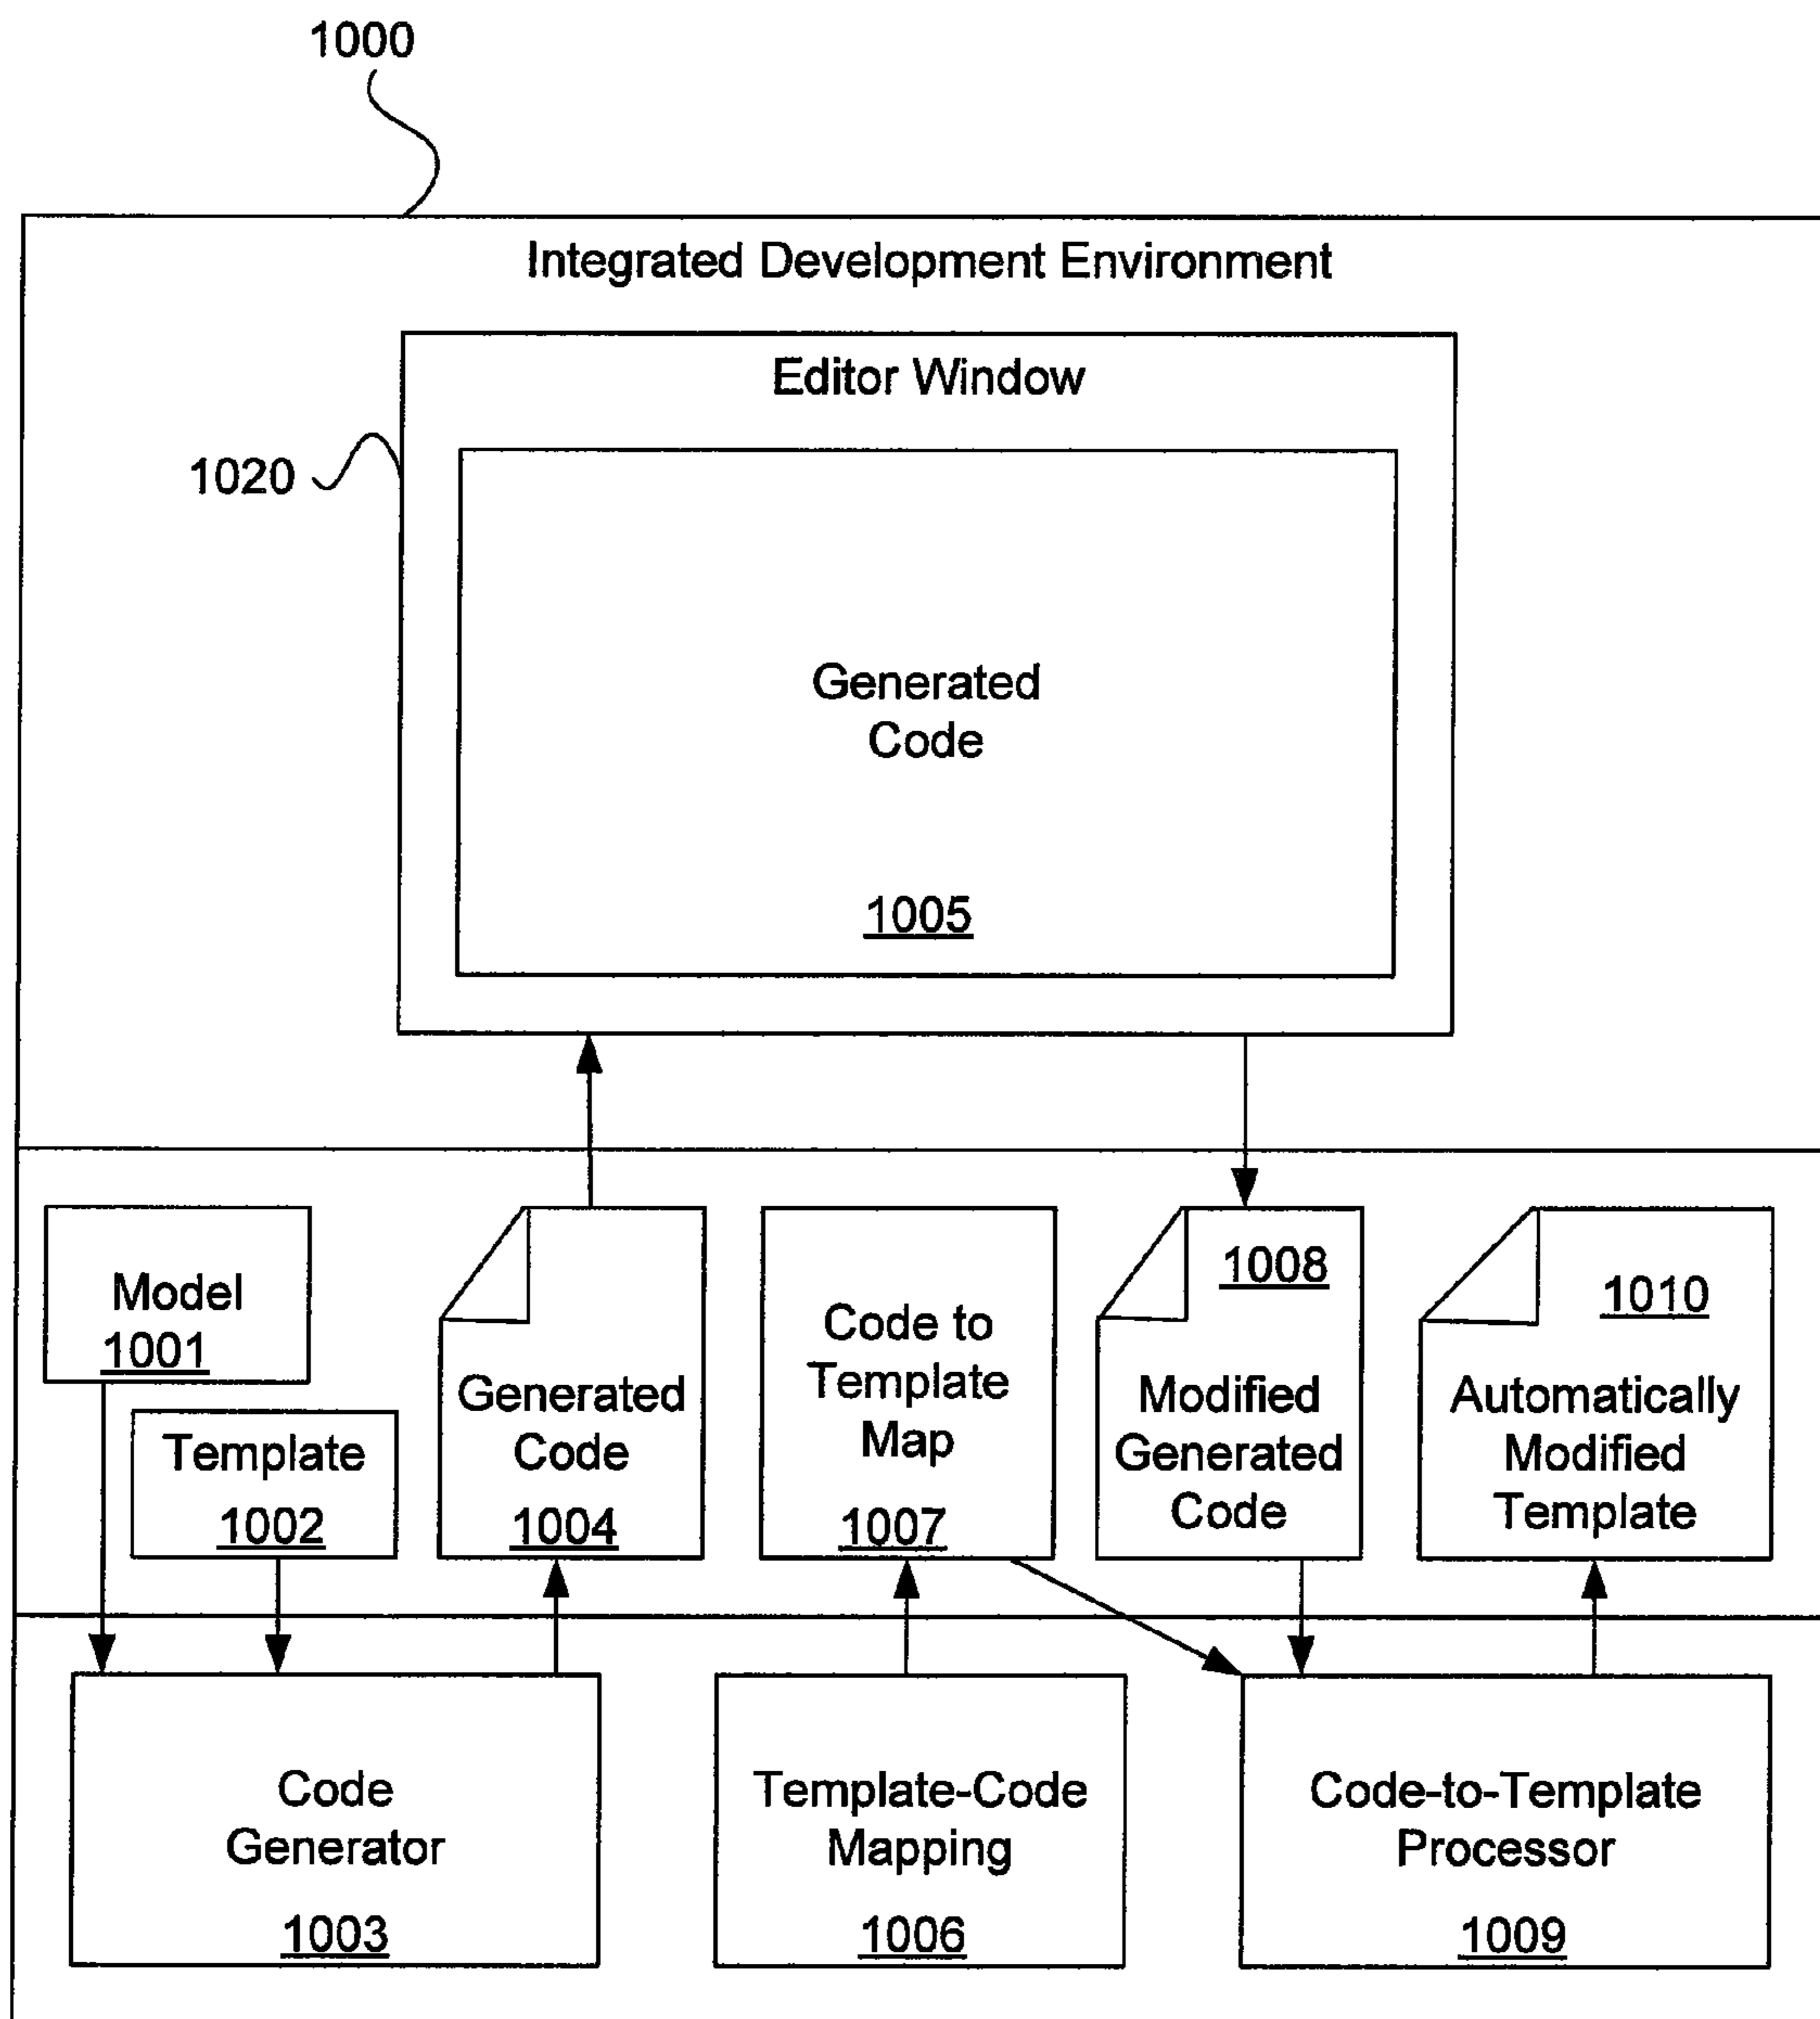 1000
Integrated Development Environment
Editor Window
1020
Generated
Code
1005
Model
1001
Template
1002
Generated
Code
1004
Code to
Template
Map
1007
1008
Modified
Generated
Code
1010
Automatically
Modified
Template
Code
Generator
1003
Template-Code
Mapping
1006
Code-to-Template
Processor
1009